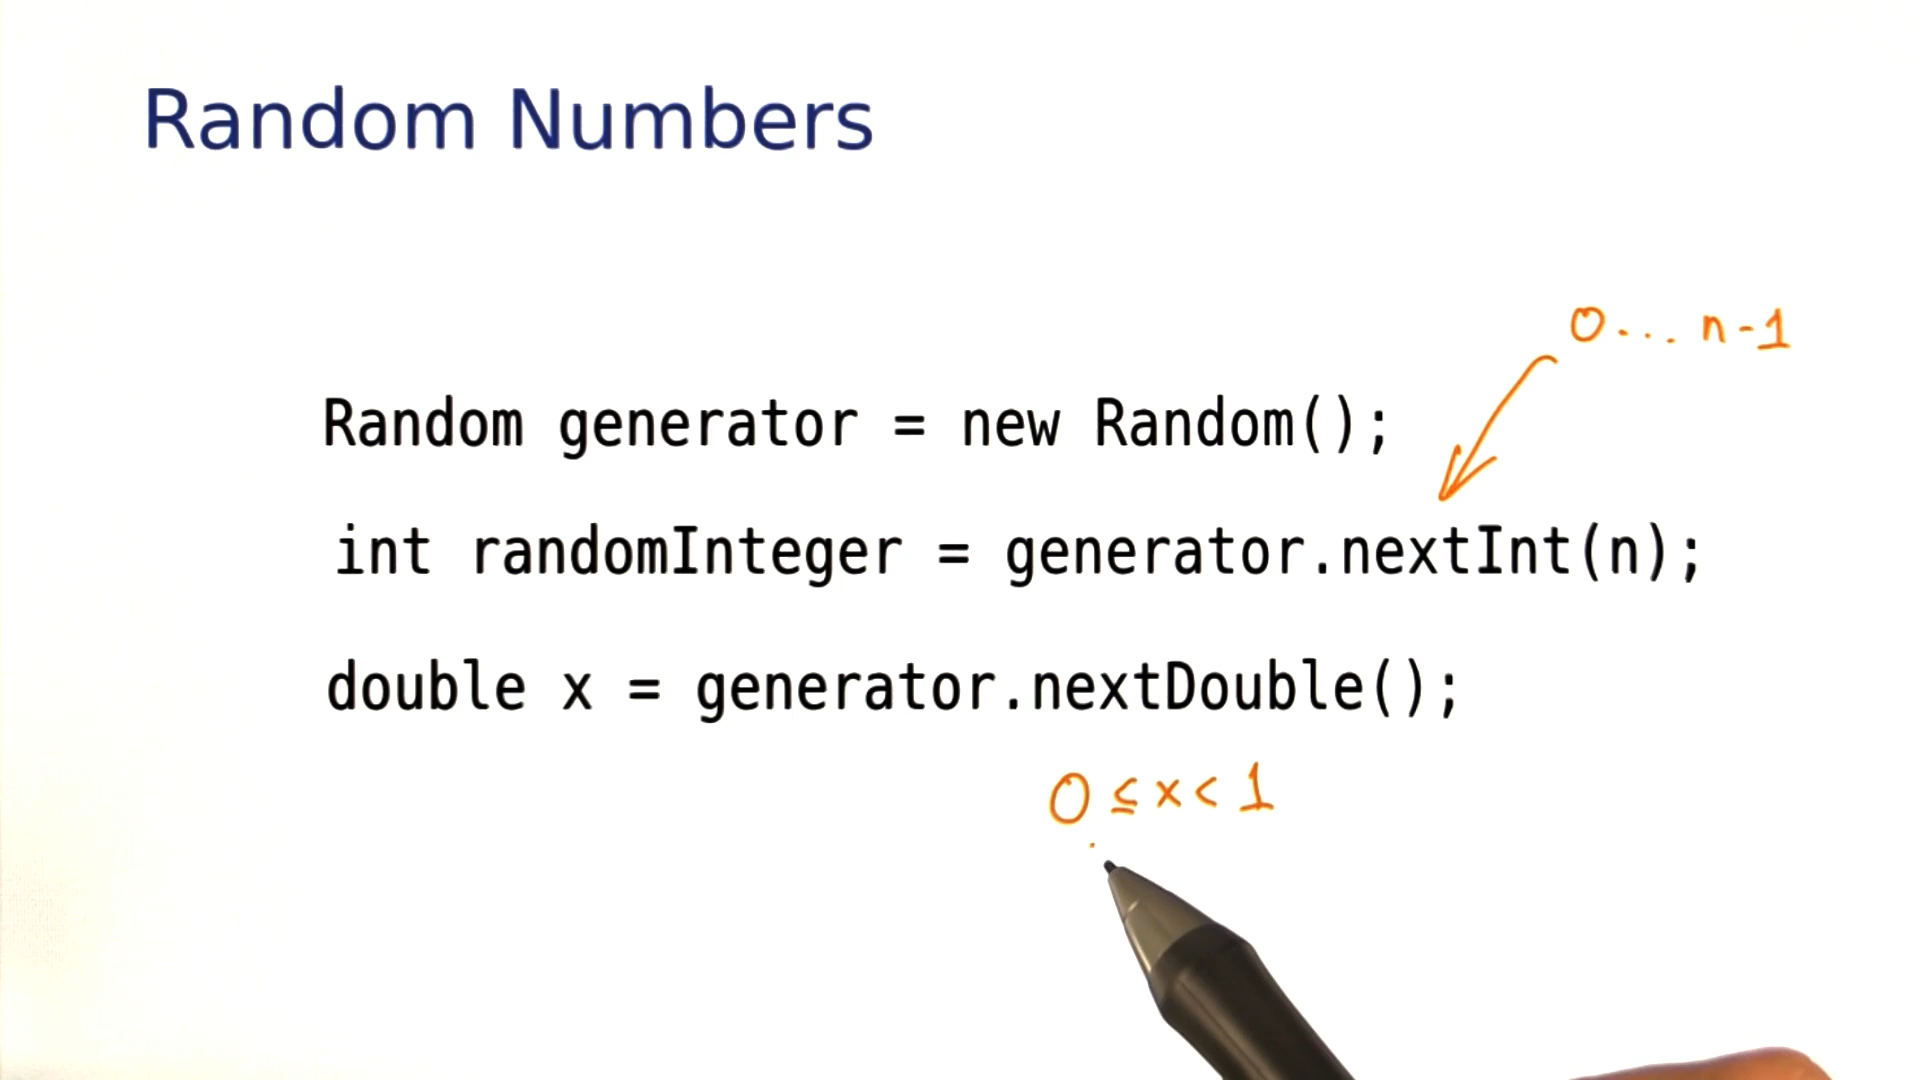 Random Numbers
0... n-1
Random generator = new Random();
int randomInteger = generator.nextInt(n);
double x = generator.nextDouble();
0 ≤ x < 1